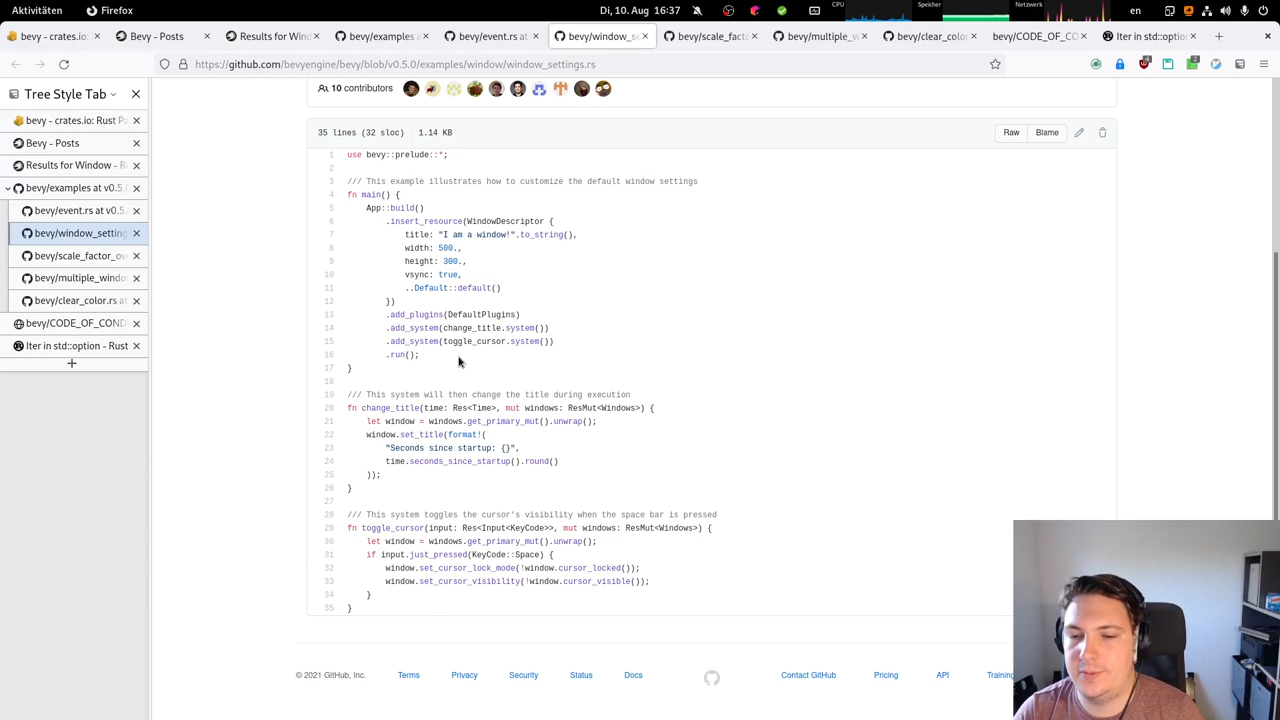 Aktivitäten Firefox Di, 10. Aug 16:37 CPU Speicher Netzwerk en
bevy - crates.io: Bevy - Posts Results for Wind bevy/examples a bevy/event.rs at bevy/window_se bevy/scale_facto bevy/multiple_w bevy/clear_color. bevy/CODE_OF_CO Iter in std::option
https://github.com/bevyengine/bevy/blob/v0.5.0/examples/window/window_settings.rs
Tree Style Tab
bevy - crates.io: Rust Pa
Bevy - Posts
Results for Window - R
bevy/examples at v0.5.
bevy/event.rs at v0.5.
bevy/window_setting
bevy/scale_factor_ov
bevy/multiple_windo
bevy/clear_color.rs at
bevy/CODE_OF_COND
Iter in std::option - Rust
10 contributors
35 lines (32 sloc) 1.14 KB Raw Blame
1 use bevy::prelude::*;
2
3 /// This example illustrates how to customize the default window settings
4 fn main() {
5 App::build()
6 .insert_resource(WindowDescriptor {
7 title: "I am a window!".to_string(),
8 width: 500.,
9 height: 300.,
10 vsync: true,
11 ..Default::default()
12 })
13 .add_plugins(DefaultPlugins)
14 .add_system(change_title.system())
15 .add_system(toggle_cursor.system())
16 .run();
17 }
18
19 /// This system will then change the title during execution
20 fn change_title(time: Res<Time>, mut windows: ResMut<Windows>) {
21 let window = windows.get_primary_mut().unwrap();
22 window.set_title(format!(
23 "Seconds since startup: {}",
24 time.seconds_since_startup().round()
25 ));
26 }
27
28 /// This system toggles the cursor's visibility when the space bar is pressed
29 fn toggle_cursor(input: Res<Input<KeyCode>>, mut windows: ResMut<Windows>) {
30 let window = windows.get_primary_mut().unwrap();
31 if input.just_pressed(KeyCode::Space) {
32 window.set_cursor_lock_mode(!window.cursor_locked());
33 window.set_cursor_visibility(!window.cursor_visible());
34 }
35 }
© 2021 GitHub, Inc. Terms Privacy Security Status Docs Contact GitHub Pricing API Training